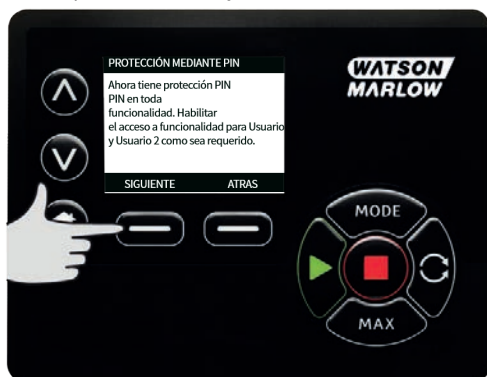 PROTECCIÓN MEDIANTE PIN
Ahora tiene protección PIN
PIN en toda
funcionalidad. Habilitar
el acceso a funcionalidad para Usuario
y Usuario 2 como sea requerido.
SIGUIENTE ATRAS
WATSON
MARLOW
MODE
MAX